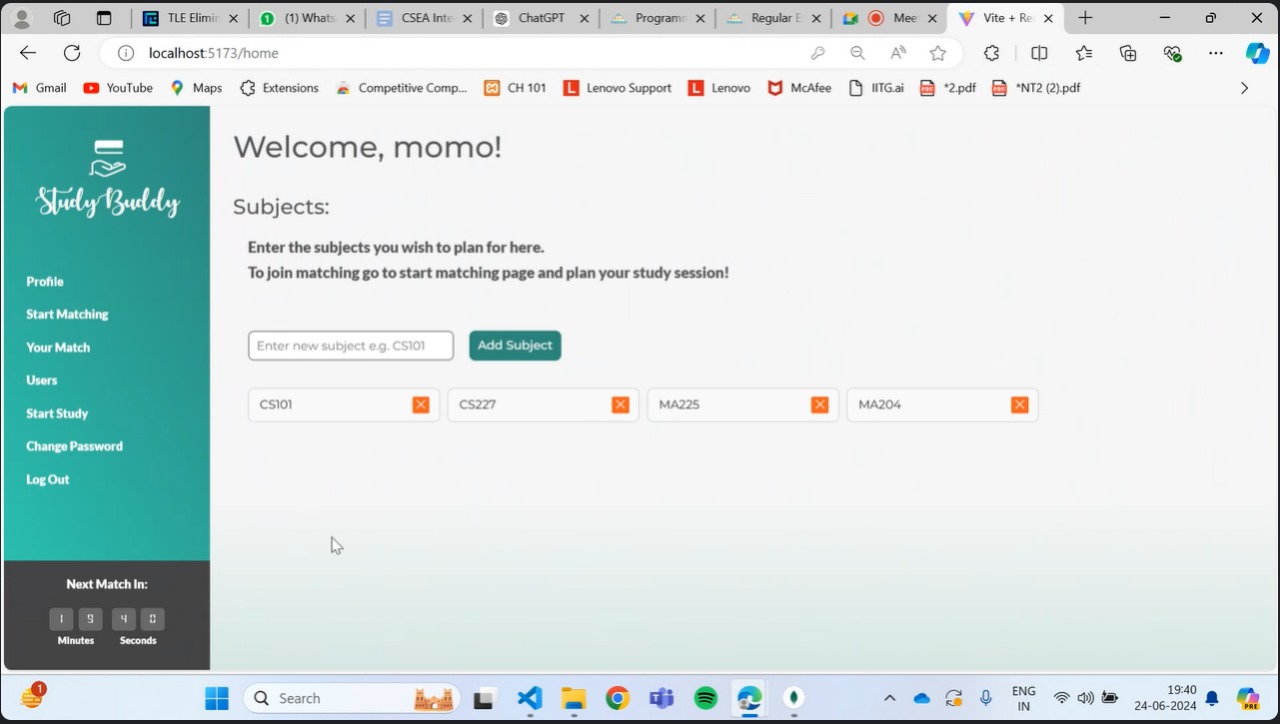 TLE Elimin
(1) Whats
CSEA Inte
ChatGPT
Programm
Regular E
Mee
Vite + Re
localhost:5173/home
Gmail
YouTube
Maps
Extensions
Competitive Comp...
CH 101
Lenovo Support
Lenovo
McAfee
IITG.ai
*2.pdf
*NT2 (2).pdf
Study Buddy
Profile
Start Matching
Your Match
Users
Start Study
Change Password
Log Out
Next Match In:
1 9 4 0
Minutes Seconds
Welcome, momo!
Subjects:
Enter the subjects you wish to plan for here.
To join matching go to start matching page and plan your study session!
Enter new subject e.g. CS101
Add Subject
CS101
CS227
MA225
MA204
1
Search
PRE
ENG
IN
19:40
24-06-2024